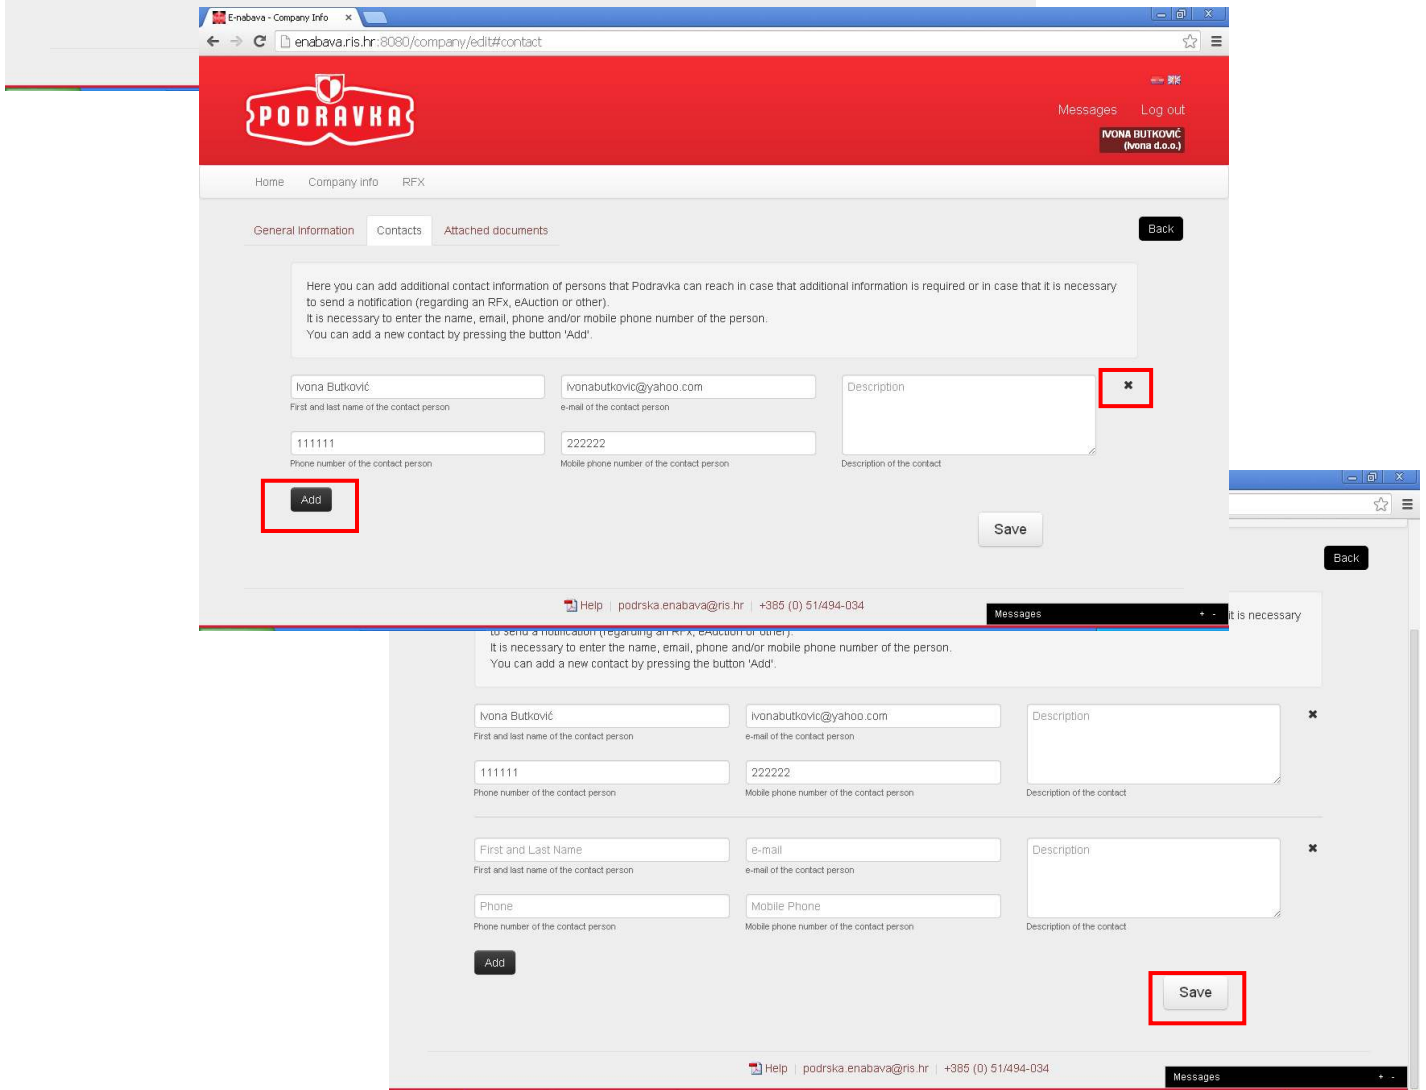 E-nabava - Company Info
enabava.ris.hr:8080/company/edit#contact
PODRAVKA
Messages Log out
IVONA BUTKOVIĆ
(Ivona d.o.o.)
Home Company info RFX
General Information Contacts Attached documents Back
Here you can add additional contact information of persons that Podravka can reach in case that additional information is required or in case that it is necessary
to send a notification (regarding an RFx, eAuction or other).
It is necessary to enter the name, email, phone and/or mobile phone number of the person.
You can add a new contact by pressing the button 'Add'.
Ivona Butković ivonabutkovic@yahoo.com Description
First and last name of the contact person e-mail of the contact person
111111 222222
Phone number of the contact person Mobile phone number of the contact person Description of the contact
Add
Save
Help | podrska.enabava@ris.hr | +385 (0) 51/494-034
Messages + -
Back
it is necessary
to send a notification (regarding an RFx, eAuction or other).
It is necessary to enter the name, email, phone and/or mobile phone number of the person.
You can add a new contact by pressing the button 'Add'.
Ivona Butković ivonabutkovic@yahoo.com Description
First and last name of the contact person e-mail of the contact person
111111 222222
Phone number of the contact person Mobile phone number of the contact person Description of the contact
First and Last Name e-mail Description
First and last name of the contact person e-mail of the contact person
Phone Mobile Phone
Phone number of the contact person Mobile phone number of the contact person Description of the contact
Add
Save
Help | podrska.enabava@ris.hr | +385 (0) 51/494-034
Messages + -